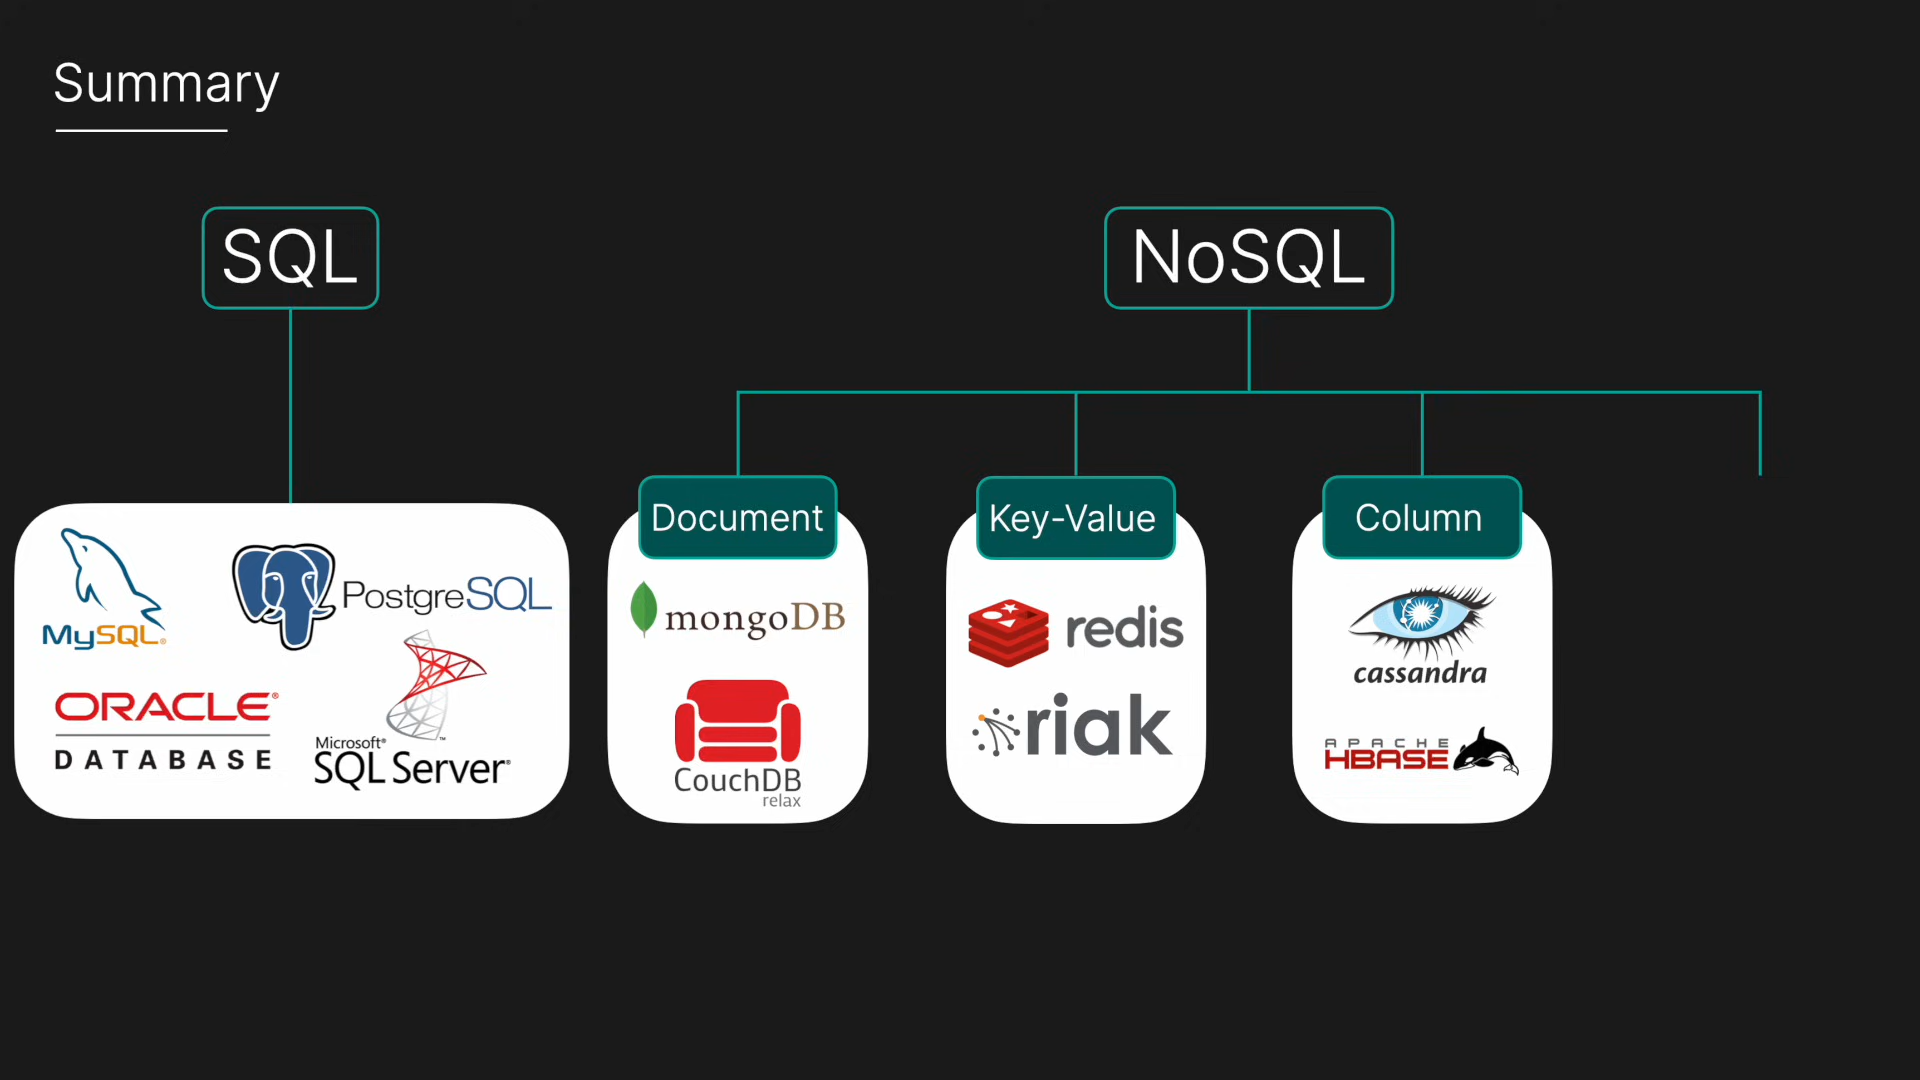 Summary
SQL
NoSQL
Document
Key-Value
Column
MySQL®
PostgreSQL
ORACLE®
DATABASE
Microsoft®
SQL Server®
™
mongoDB
CouchDB
relax
redis
riak
cassandra
APACHE
HBASE